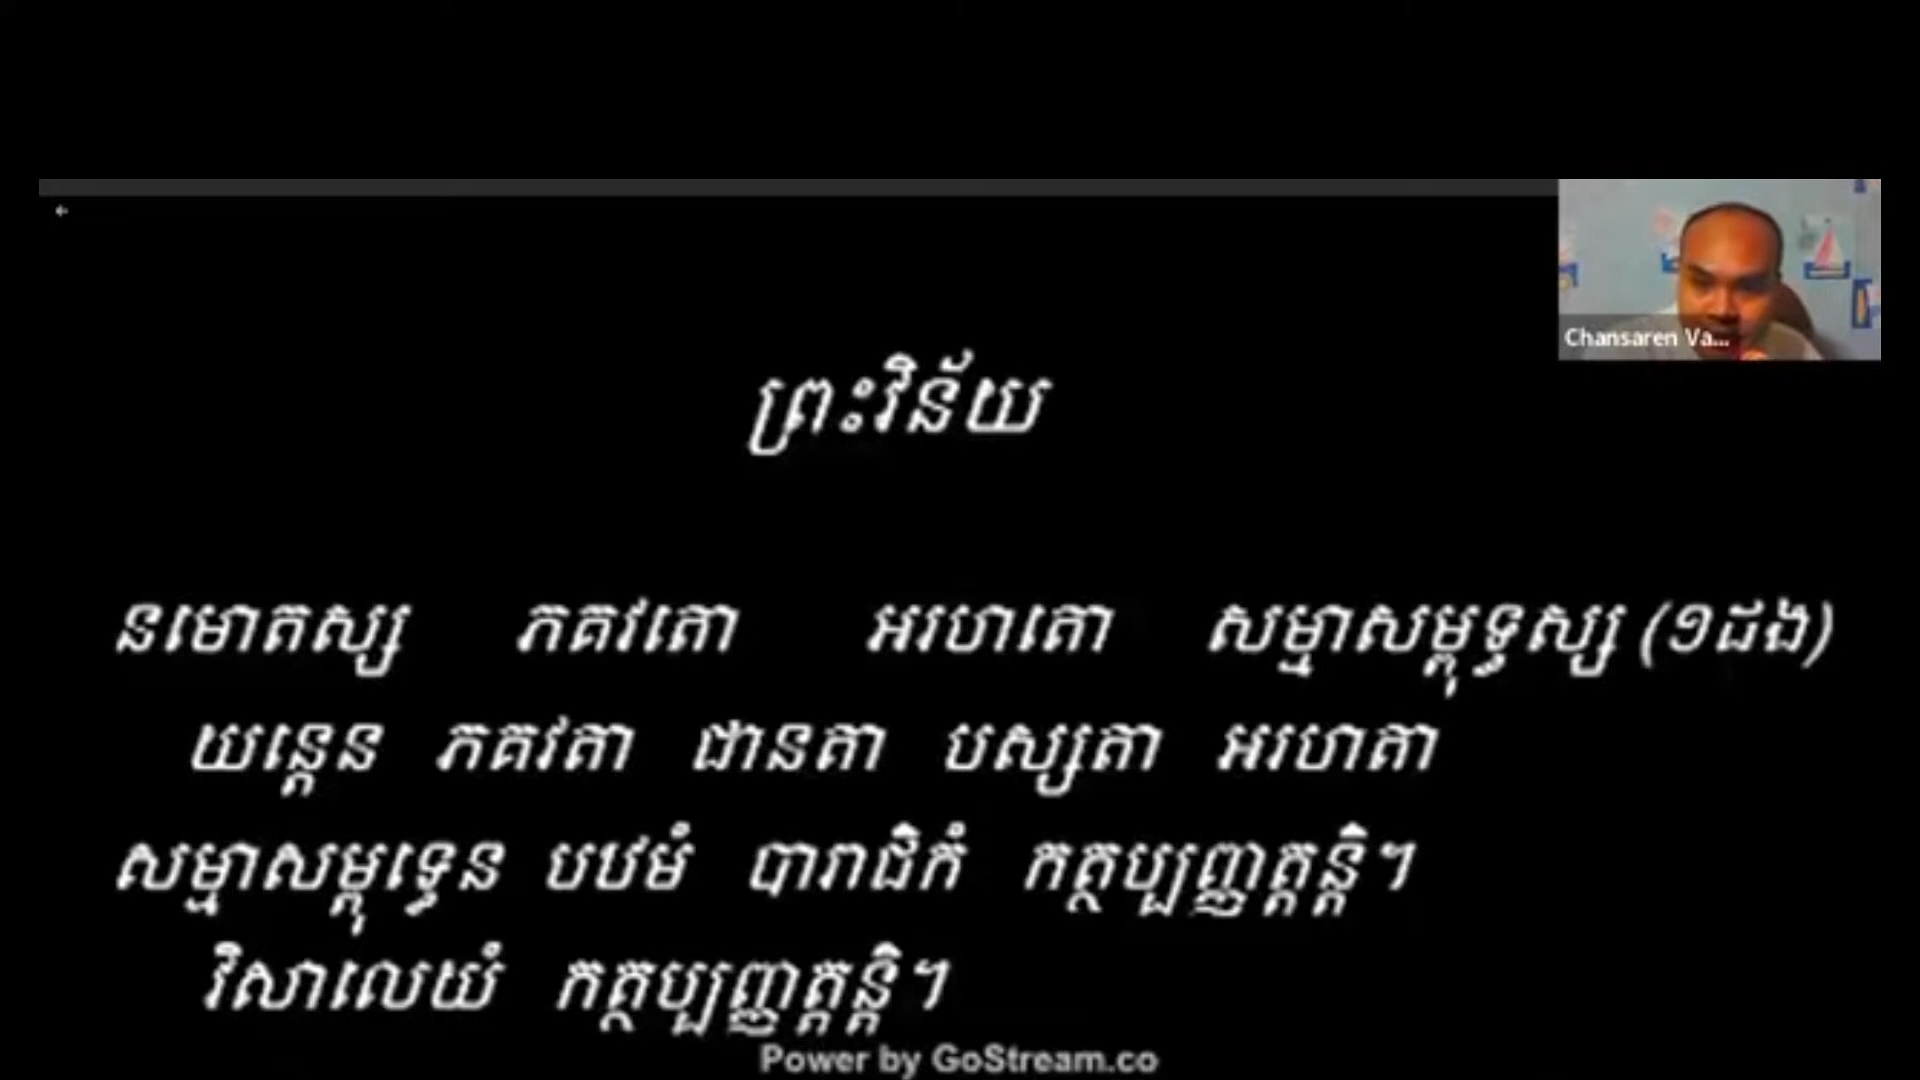 Chansaren Va...
ព្រះវិន័យ
នមោតស្ស ភគវតោ អរហតោ សម្មាសម្ពុទ្ធស្ស (១ដង)
យន្តេន ភគវតា ជានតា បស្សតា អរហតា
សម្មាសម្ពុទ្ធេន បឋមំ បារាជិកំ កត្ថប្បញ្ញត្តន្តិ។
វិសាលេយំ កត្ថប្បញ្ញត្តន្តិ។
Power by GoStream.co